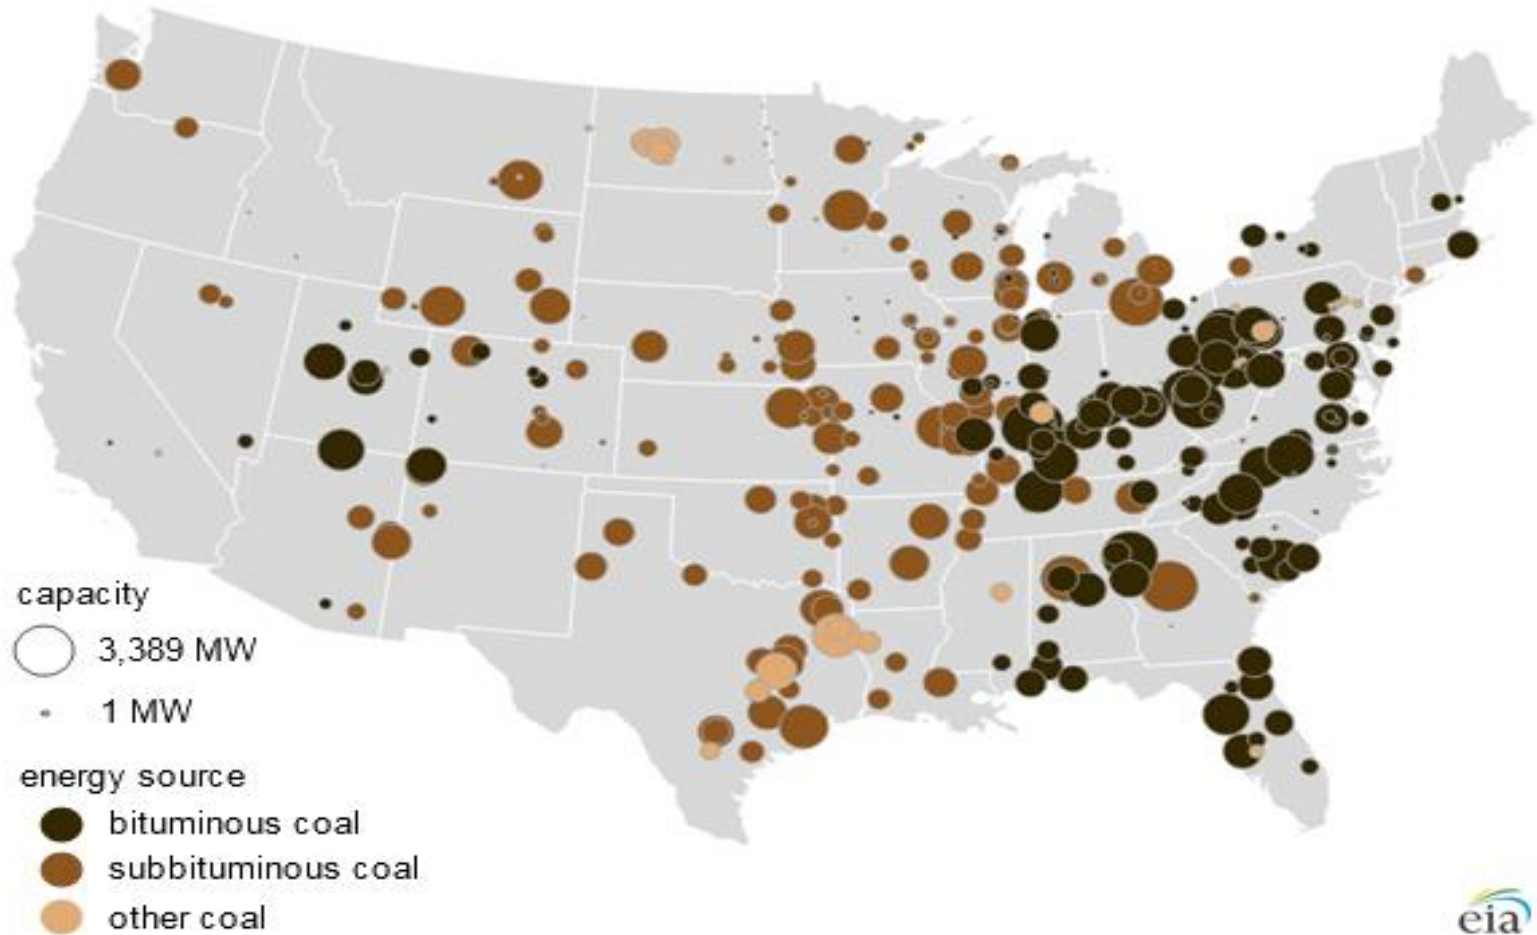 capacity
3,389 MW
1 MW
energy source
bituminous coal
subbituminous coal
other coal
eia